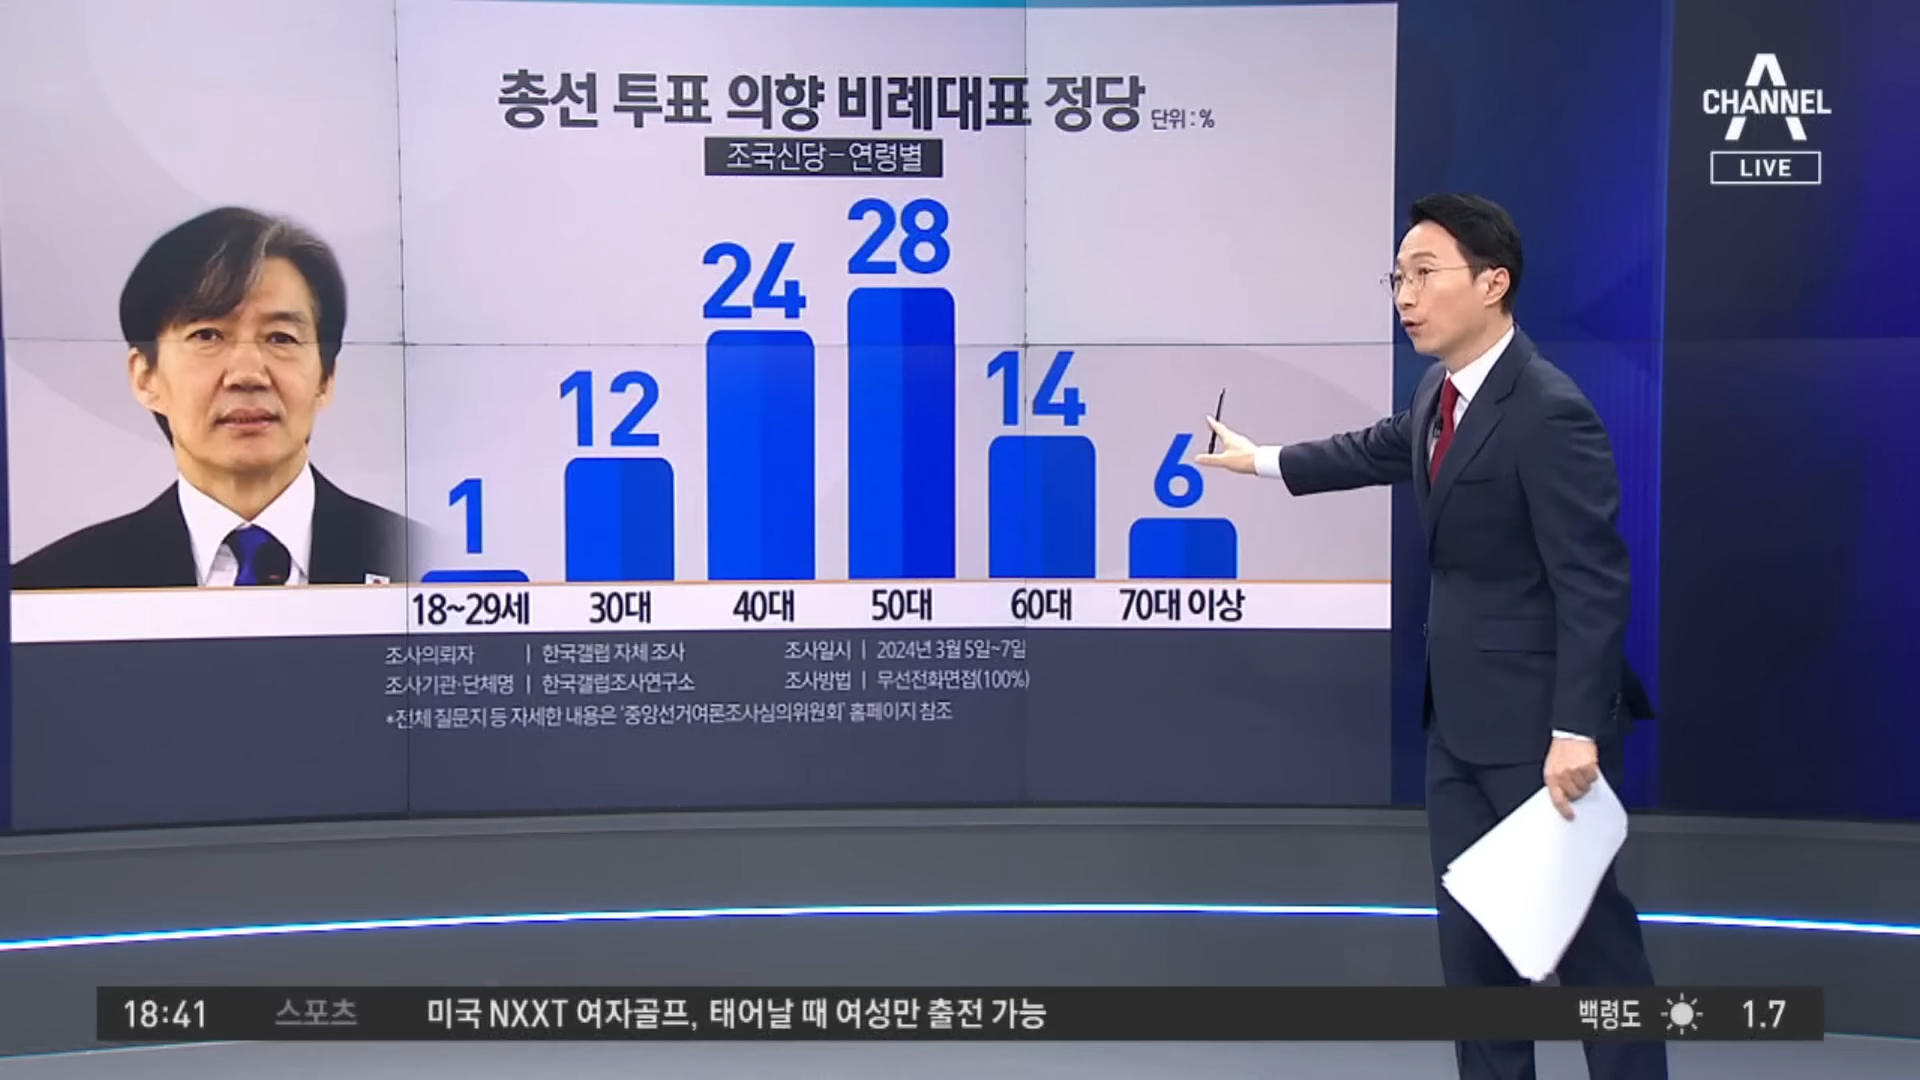 총선 투표 의향 비례대표 정당 단위 : %
조국신당-연령별
CHANNEL A
LIVE
1
12
24
28
14
6
18~29세
30대
40대
50대
60대
70대 이상
조사의뢰자 | 한국갤럽 자체 조사
조사일시 | 2024년 3월 5일~7일
조사기관·단체명 | 한국갤럽조사연구소
조사방법 | 무선전화면접(100%)
*전체 질문지 등 자세한 내용은 '중앙선거여론조사심의위원회' 홈페이지 참조
18:41 스포츠 미국 NXXT 여자골프, 태어날 때 여성만 출전 가능 백령도 1.7